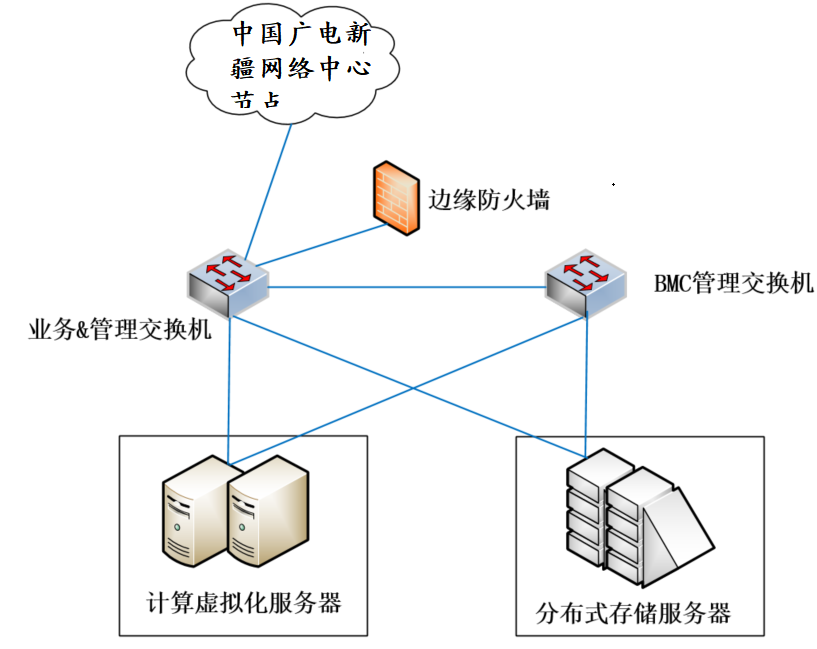 中国广电新
疆网络中心
节点
边缘防火墙
BMC管理交换机
业务&管理交换机
计算虚拟化服务器
分布式存储服务器